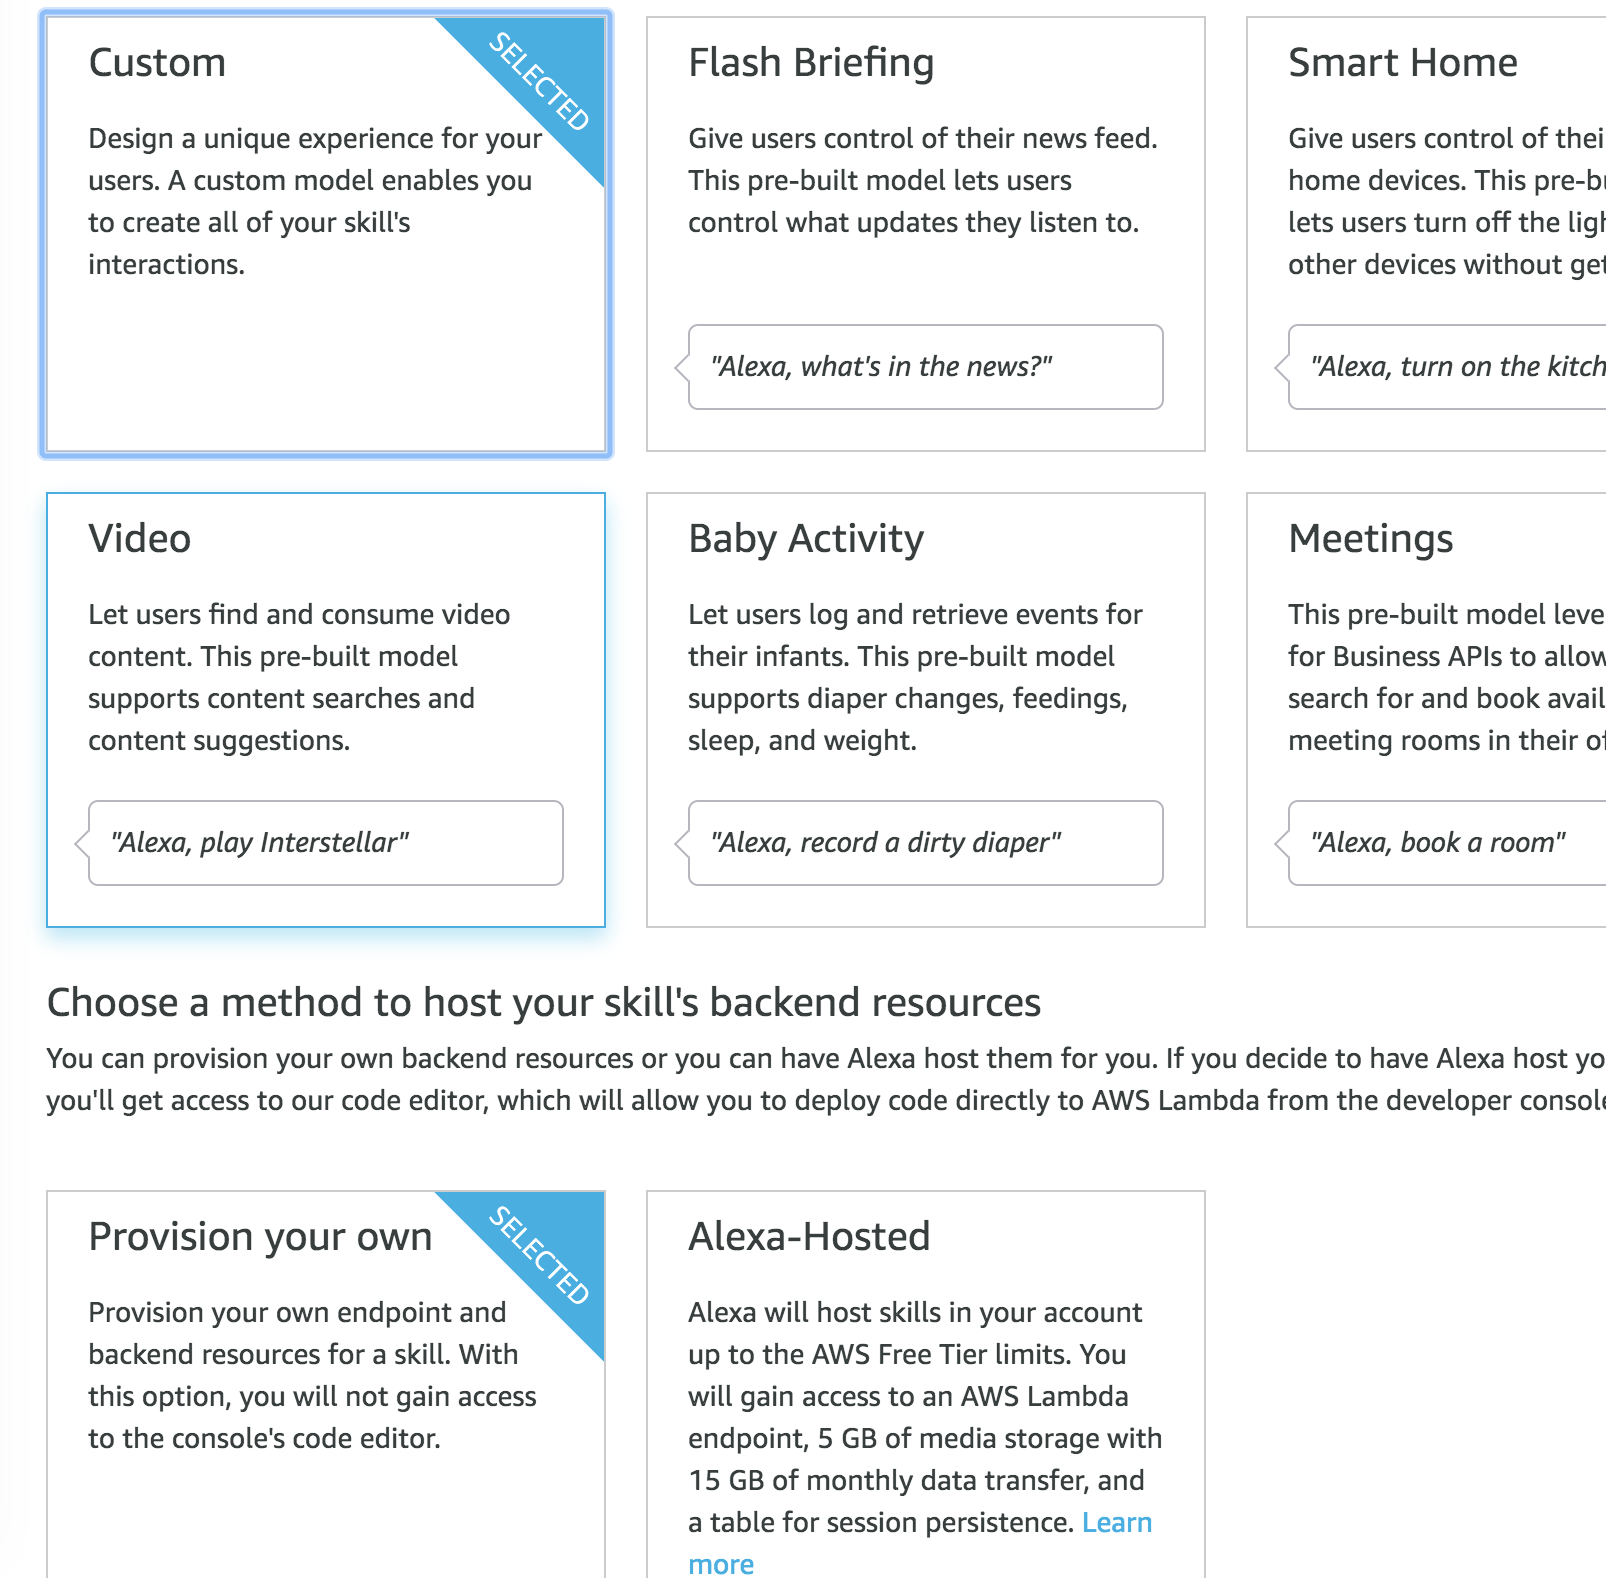 Custom
SELECTED
Design a unique experience for your
users. A custom model enables you
to create all of your skill's
interactions.
Flash Briefing
Give users control of their news feed.
This pre-built model lets users
control what updates they listen to.
"Alexa, what's in the news?"
Smart Home
Give users control of
home devices. This
lets users turn off the
other devices without
"Alexa, turn on the
Video
Let users find and consume video
content. This pre-built model
supports content searches and
content suggestions.
"Alexa, play Interstellar"
Baby Activity
Let users log and retrieve events for
their infants. This pre-built model
supports diaper changes, feedings,
sleep, and weight.
"Alexa, record a dirty diaper"
Meetings
This pre-built model
for Business APIs to
search for and book
meeting rooms in their
"Alexa, book a room"
Choose a method to host your skill's backend resources
You can provision your own backend resources or you can have Alexa host them for you. If you decide to have Alexa host
you'll get access to our code editor, which will allow you to deploy code directly to AWS Lambda from the developer
Provision your own
SELECTED
Provision your own endpoint and
backend resources for a skill. With
this option, you will not gain access
to the console's code editor.
Alexa-Hosted
Alexa will host skills in your account
up to the AWS Free Tier limits. You
will gain access to an AWS Lambda
endpoint, 5 GB of media storage with
15 GB of monthly data transfer, and
a table for session persistence. Learn
more